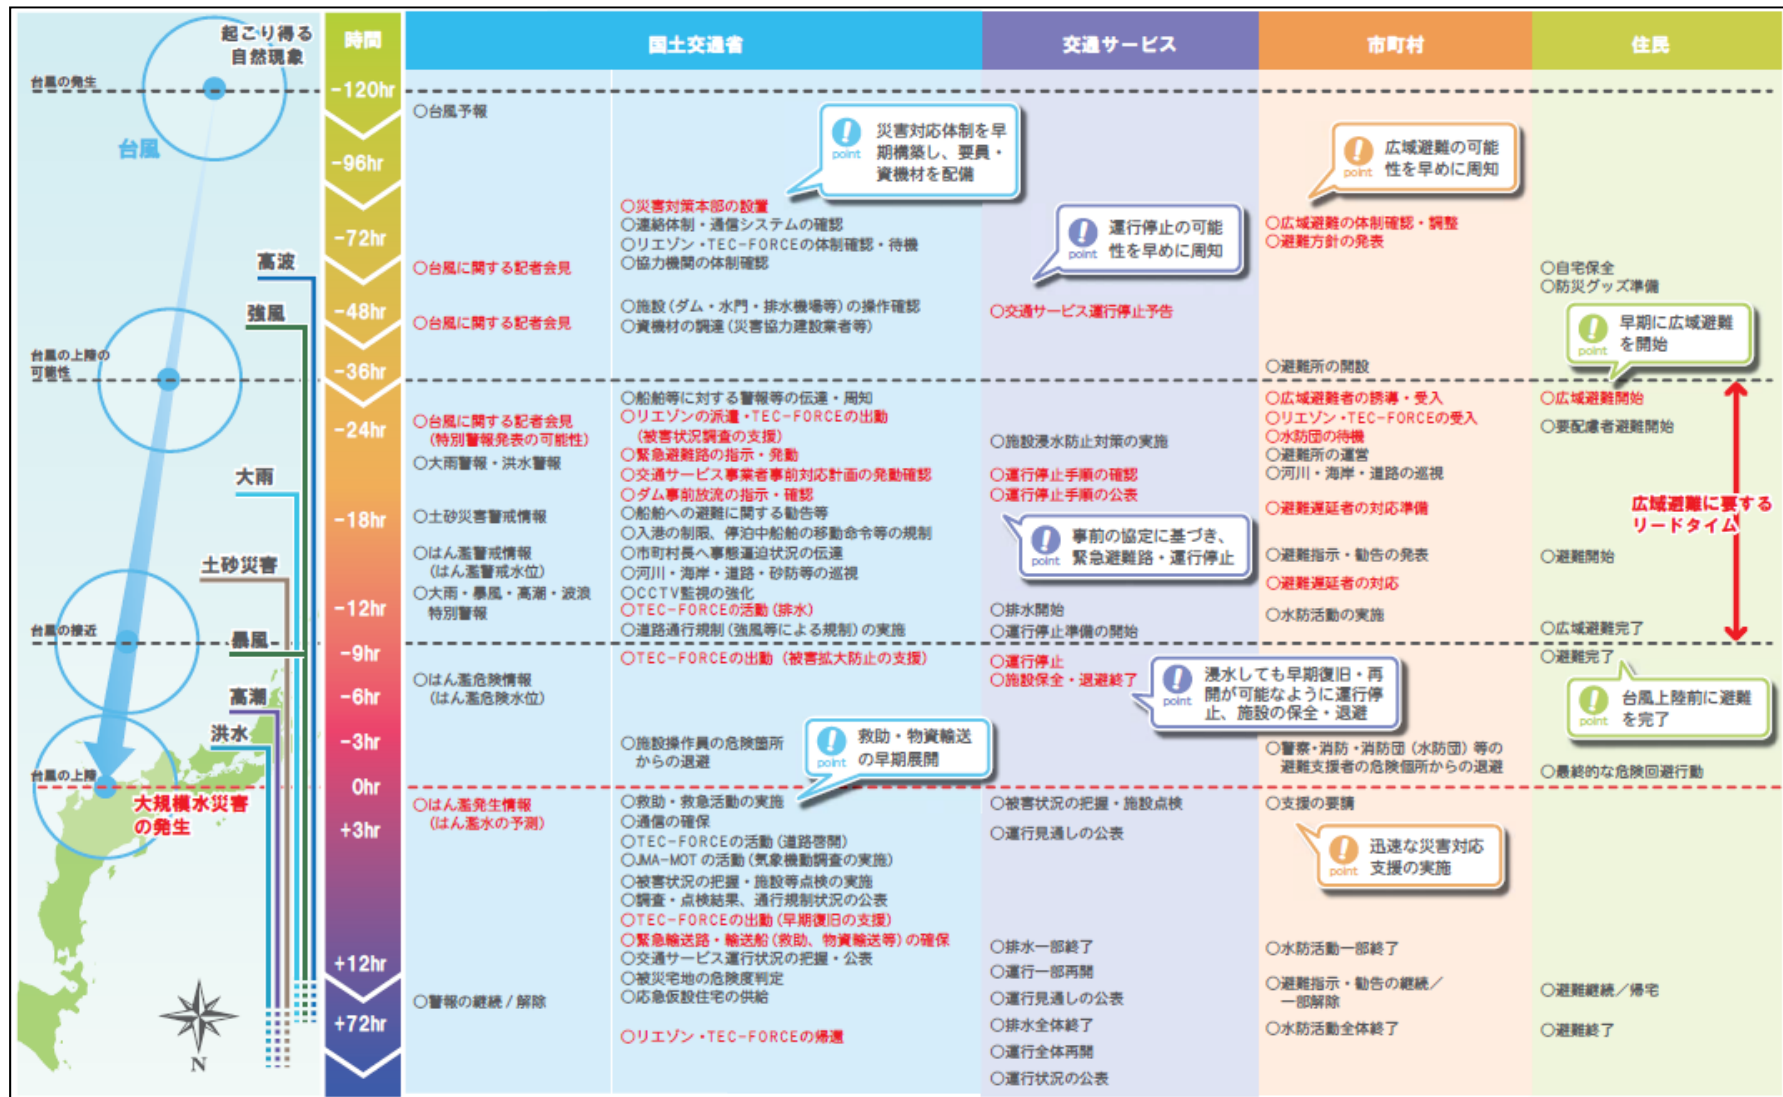 起こり得る
自然現象
時間
国土交通省
交通サービス
市町村
住民
台風の発生
台風
高波
強風
台風の上陸の
可能性
大雨
土砂災害
台風の接近
暴風
高潮
洪水
台風の上陸
大規模水災害
の発生
N
-120hr
-96hr
-72hr
-48hr
-36hr
-24hr
-18hr
-12hr
-9hr
-6hr
-3hr
0hr
+3hr
+12hr
+72hr
○台風予報
○台風に関する記者会見
○台風に関する記者会見
○台風に関する記者会見
(特別警報発表の可能性)
○大雨警報・洪水警報
○土砂災害警戒情報
○はん濫警戒情報
(はん濫警戒水位)
○大雨・暴風・高潮・波浪
特別警報
○はん濫危険情報
(はん濫危険水位)
○はん濫発生情報
(はん濫水の予測)
○警報の継続/解除
! point
災害対応体制を早
期構築し、要員・
資機材を配備
○災害対策本部の設置
○連絡体制・通信システムの確認
○リエゾン・TEC-FORCEの体制確認・待機
○協力機関の体制確認
○施設(ダム・水門・排水機場等)の操作確認
○資機材の調達(災害協力建設業者等)
○船舶等に対する警報等の伝達・周知
○リエゾンの派遣・TEC-FORCEの出動
(被害状況調査の支援)
○緊急避難路の指示・発動
○交通サービス事業者事前対応計画の発動確認
○ダム事前放流の指示・確認
○船舶への避難に関する勧告等
○入港の制限、停泊中船舶の移動命令等の規制
○市町村長へ事態逼迫状況の伝達
○河川・海岸・道路・砂防等の巡視
○CCTV監視の強化
○TEC-FORCEの活動(排水)
○道路通行規制(強風等による規制)の実施
○TEC-FORCEの出動(被害拡大防止の支援)
○施設操作員の危険箇所
からの退避
! point
救助・物資輸送
の早期展開
○救助・救急活動の実施
○通信の確保
○TEC-FORCEの活動(道路啓開)
○JMA-MOTの活動(気象機動調査の実施)
○被害状況の把握・施設等点検の実施
○調査・点検結果、通行規制状況の公表
○TEC-FORCEの出動(早期復旧の支援)
○緊急輸送路・輸送船(救助、物資輸送等)の確保
○交通サービス運行状況の把握・公表
○被災宅地の危険度判定
○応急仮設住宅の供給
○リエゾン・TEC-FORCEの帰還
! point
運行停止の可能
性を早めに周知
○交通サービス運行停止予告
○施設浸水防止対策の実施
○運行停止手順の確認
○運行停止手順の公表
! point
事前の協定に基づき、
緊急避難路・運行停止
○排水開始
○運行停止準備の開始
○運行停止
○施設保全・退避終了
! point
浸水しても早期復旧・再
開が可能なように運行停
止、施設の保全・退避
○被害状況の把握・施設点検
○運行見通しの公表
○排水一部終了
○運行一部再開
○運行見通しの公表
○排水全体終了
○運行全体再開
○運行状況の公表
! point
広域避難の可能
性を早めに周知
○広域避難の体制確認・調整
○避難方針の発表
○避難所の開設
○広域避難者の誘導・受入
○リエゾン・TEC-FORCEの受入
○水防団の待機
○避難所の運営
○河川・海岸・道路の巡視
○避難遅延者の対応準備
○避難指示・勧告の発表
○避難遅延者の対応
○水防活動の実施
○警察・消防・消防団(水防団)等の
避難支援者の危険個所からの退避
○支援の要請
! point
迅速な災害対応
支援の実施
○水防活動一部終了
○避難指示・勧告の継続/
一部解除
○水防活動全体終了
○自宅保全
○防災グッズ準備
! point
早期に広域避難
を開始
○広域避難開始
○要配慮者避難開始
広域避難に要する
リードタイム
○避難開始
○広域避難完了
○避難完了
! point
台風上陸前に避難
を完了
○最終的な危険回避行動
○避難継続/帰宅
○避難終了